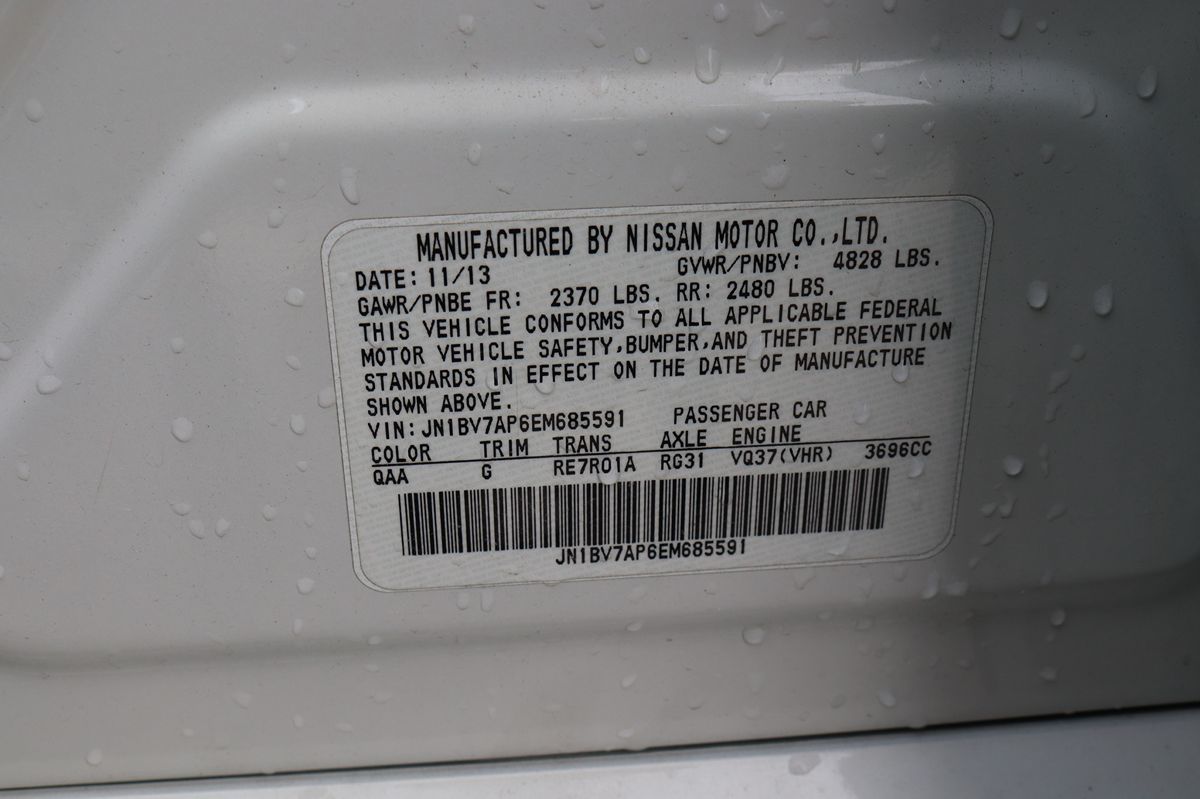 MANUFACTURED BY NISSAN MOTOR CO.,LTD.
DATE: 11/13 GVWR/PNBV: 4828 LBS.
GAWR/PNBE FR: 2370 LBS. RR: 2480 LBS.
THIS VEHICLE CONFORMS TO ALL APPLICABLE FEDERAL
MOTOR VEHICLE SAFETY,BUMPER,AND THEFT PREVENTION
STANDARDS IN EFFECT ON THE DATE OF MANUFACTURE
SHOWN ABOVE.
VIN: JN1BV7AP6EM685591 PASSENGER CAR
COLOR TRIM TRANS AXLE ENGINE
QAA G RE7R01A RG31 VQ37(VHR) 3696CC
JN1BV7AP6EM685591